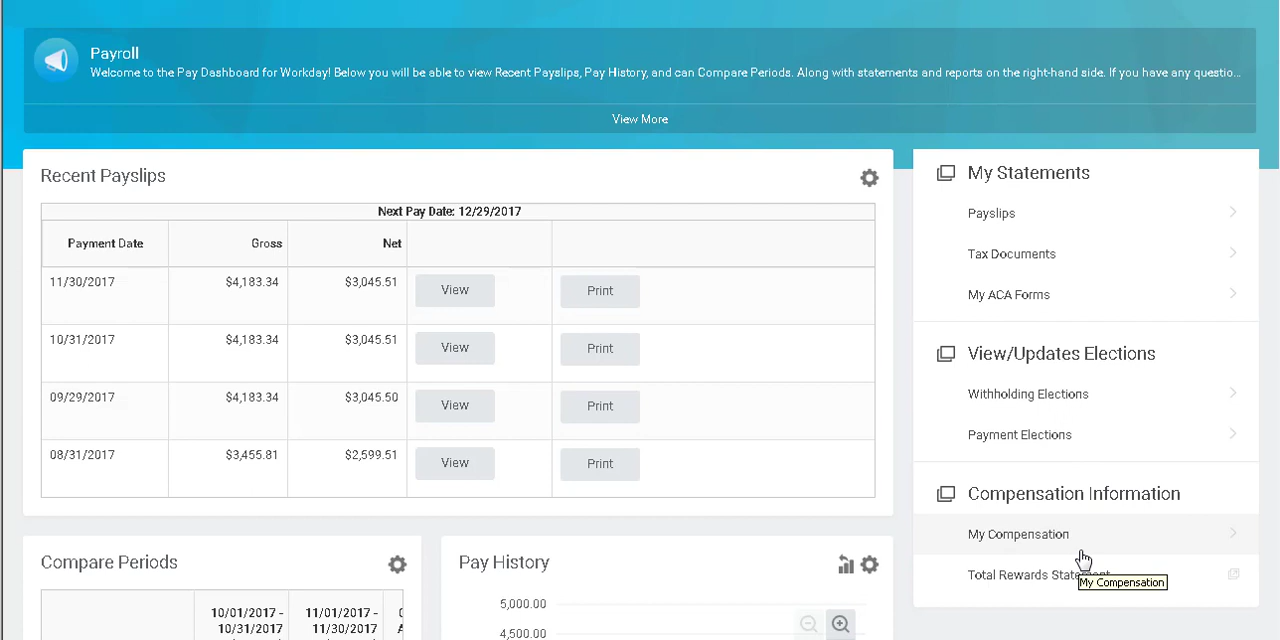 Payroll
Welcome to the Pay Dashboard for Workday! Below you will be able to view Recent Payslips, Pay History, and can Compare Periods. Along with statements and reports on the right-hand side. If you have any questio...
View More
Recent Payslips
Next Pay Date: 12/29/2017
Payment Date Gross Net
11/30/2017 $4,183.34 $3,045.51 View Print
10/31/2017 $4,183.34 $3,045.51 View Print
09/29/2017 $4,183.34 $3,045.50 View Print
08/31/2017 $3,455.81 $2,599.51 View Print
My Statements
Payslips
Tax Documents
My ACA Forms
View/Updates Elections
Withholding Elections
Payment Elections
Compensation Information
My Compensation
Total Rewards Statement
My Compensation
Compare Periods
10/01/2017 - 11/01/2017 -
10/31/2017 11/30/2017
Pay History
5,000.00
4,500.00